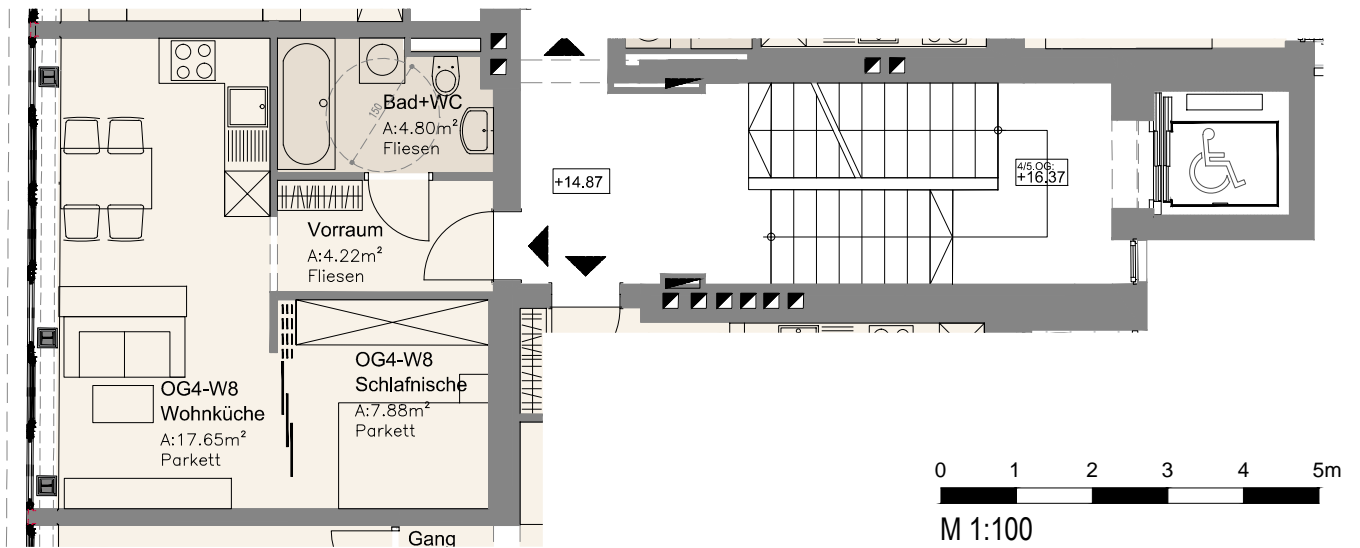 Bad+WC
A:4.80m²
Fliesen
150
+14.87
4/5.OG:
+16.37
Vorraum
A:4.22m²
Fliesen
OG4-W8
Schlafnische
A:7.88m²
Parkett
OG4-W8
Wohnküche
A:17.65m²
Parkett
Gang
0 1 2 3 4 5m
M 1:100